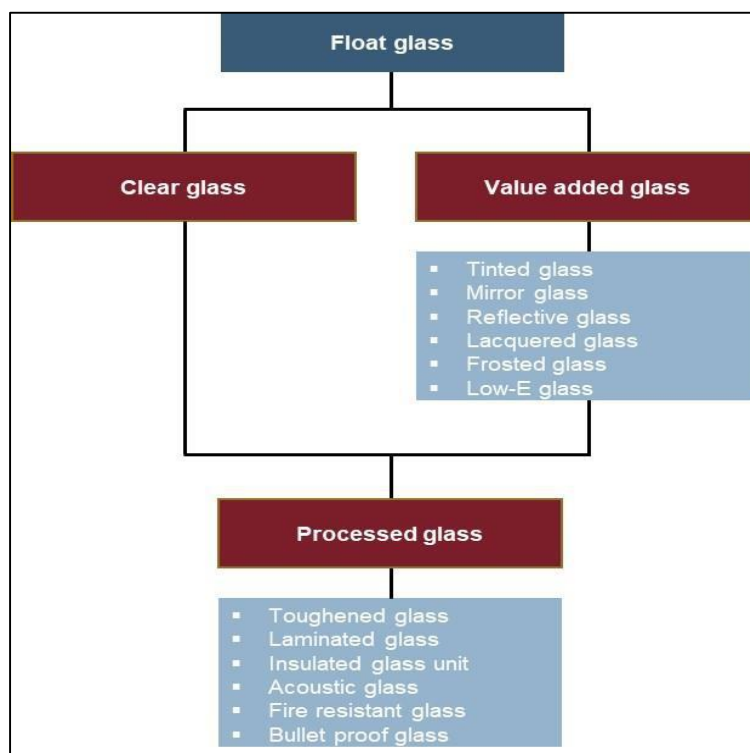 Float glass
Clear glass
Value added glass
▪ Tinted glass
▪ Mirror glass
▪ Reflective glass
▪ Lacquered glass
▪ Frosted glass
▪ Low-E glass
Processed glass
▪ Toughened glass
▪ Laminated glass
▪ Insulated glass unit
▪ Acoustic glass
▪ Fire resistant glass
▪ Bullet proof glass